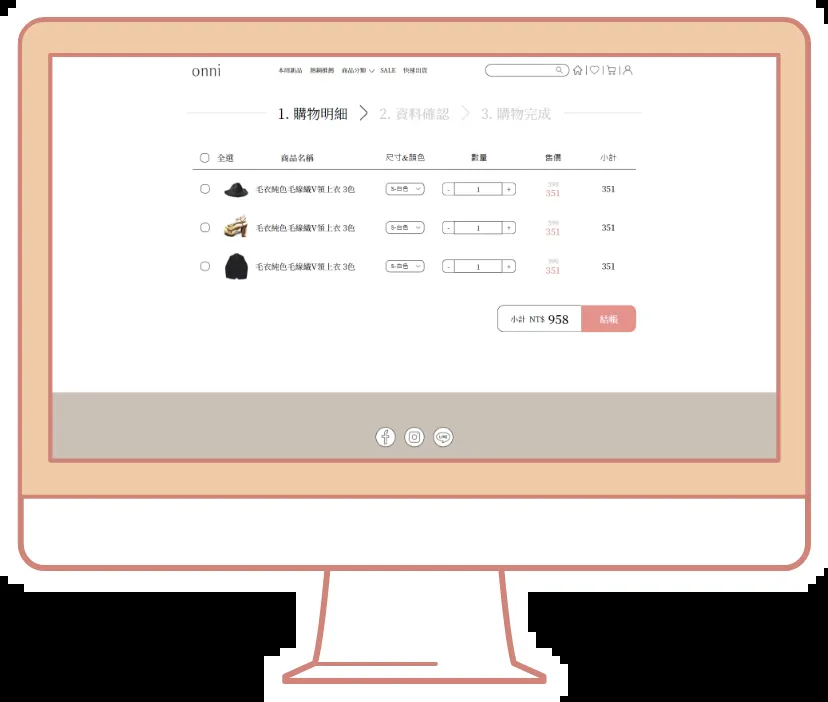 onni
本周新品 熱銷推薦 商品分類 SALE 快速出貨
1. 購物明細 2. 資料確認 3. 購物完成
全選 商品名稱 尺寸&顏色 數量 售價 小計
590
毛衣純色毛線織V領上衣 3色 S-白色 - 1 + 351 351
590
毛衣純色毛線織V領上衣 3色 S-白色 - 1 + 351 351
590
毛衣純色毛線織V領上衣 3色 S-白色 - 1 + 351 351
小計 NT$ 958 結帳
LINE